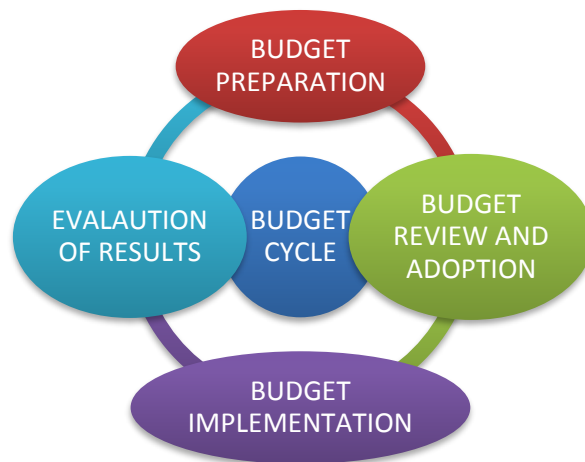 BUDGET
PREPARATION
EVALAUTION
OF RESULTS
BUDGET
CYCLE
BUDGET
REVIEW AND
ADOPTION
BUDGET
IMPLEMENTATION